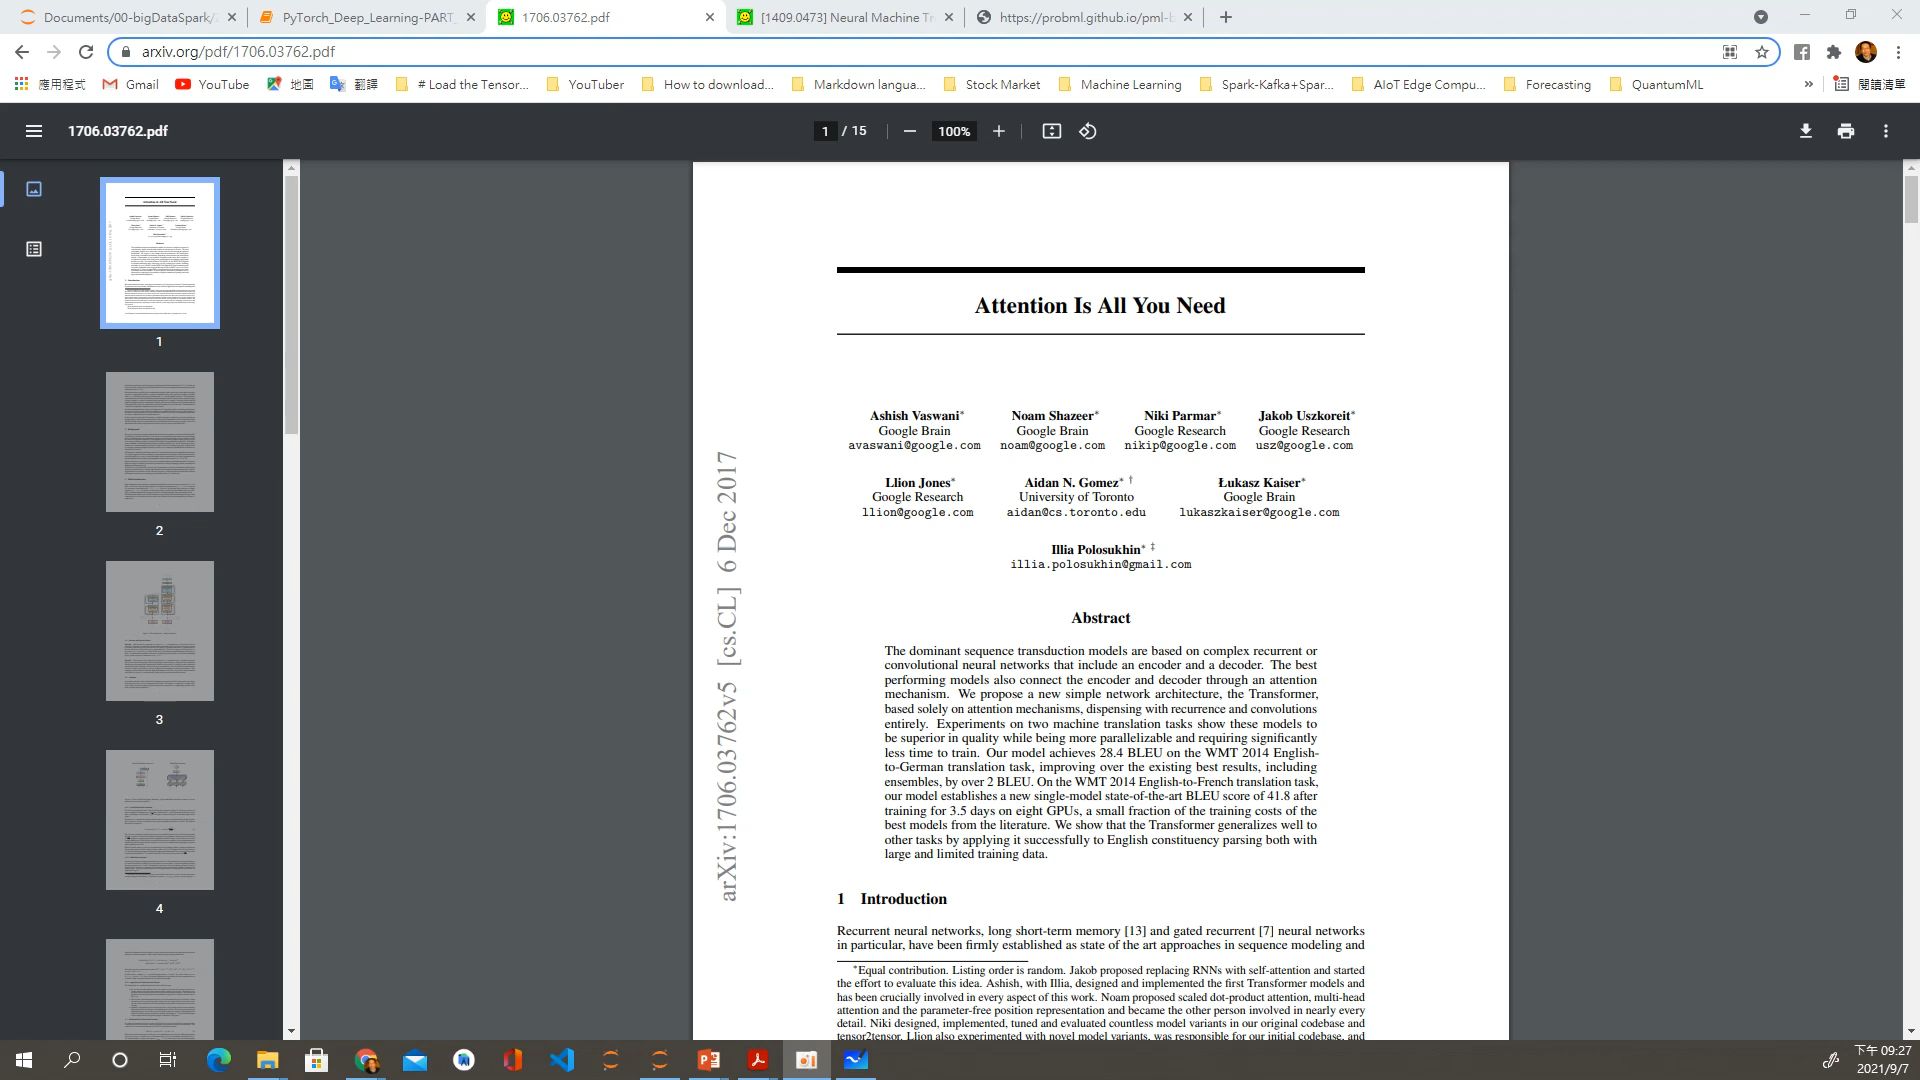 Documents/00-bigDataSpark/2
PyTorch_Deep_Learning-PART_
1706.03762.pdf
[1409.0473] Neural Machine Tr
https://probml.github.io/pml-b
arxiv.org/pdf/1706.03762.pdf
應用程式
Gmail
YouTube
地圖
翻譯
# Load the Tensor...
YouTuber
How to download...
Markdown langua...
Stock Market
Machine Learning
Spark-Kafka+Spar...
AIoT Edge Compu...
Forecasting
QuantumML
»
閱讀清單
1706.03762.pdf
1 / 15
100%
1
2
3
4
Attention Is All You Need
Ashish Vaswani* Noam Shazeer* Niki Parmar* Jakob Uszkoreit*
Google Brain Google Brain Google Research Google Research
avaswani@google.com noam@google.com nikip@google.com usz@google.com
Llion Jones* Aidan N. Gomez* † Łukasz Kaiser*
Google Research University of Toronto Google Brain
llion@google.com aidan@cs.toronto.edu lukaszkaiser@google.com
Illia Polosukhin* ‡
illia.polosukhin@gmail.com
arXiv:1706.03762v5 [cs.CL] 6 Dec 2017
Abstract
The dominant sequence transduction models are based on complex recurrent or
convolutional neural networks that include an encoder and a decoder. The best
performing models also connect the encoder and decoder through an attention
mechanism. We propose a new simple network architecture, the Transformer,
based solely on attention mechanisms, dispensing with recurrence and convolutions
entirely. Experiments on two machine translation tasks show these models to
be superior in quality while being more parallelizable and requiring significantly
less time to train. Our model achieves 28.4 BLEU on the WMT 2014 English-
to-German translation task, improving over the existing best results, including
ensembles, by over 2 BLEU. On the WMT 2014 English-to-French translation task,
our model establishes a new single-model state-of-the-art BLEU score of 41.8 after
training for 3.5 days on eight GPUs, a small fraction of the training costs of the
best models from the literature. We show that the Transformer generalizes well to
other tasks by applying it successfully to English constituency parsing both with
large and limited training data.
1 Introduction
Recurrent neural networks, long short-term memory [13] and gated recurrent [7] neural networks
in particular, have been firmly established as state of the art approaches in sequence modeling and
*Equal contribution. Listing order is random. Jakob proposed replacing RNNs with self-attention and started
the effort to evaluate this idea. Ashish, with Illia, designed and implemented the first Transformer models and
has been crucially involved in every aspect of this work. Noam proposed scaled dot-product attention, multi-head
attention and the parameter-free position representation and became the other person involved in nearly every
detail. Niki designed, implemented, tuned and evaluated countless model variants in our original codebase and
tensor2tensor. Llion also experimented with novel model variants, was responsible for our initial codebase, and
下午 09:27
2021/9/7